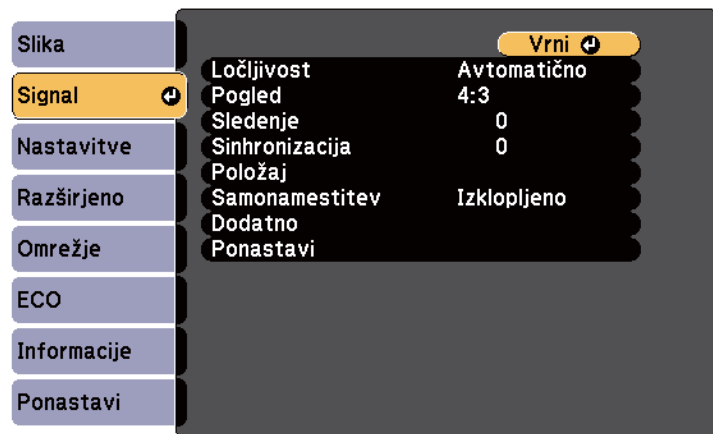 Slika
Signal
Nastavitve
Razširjeno
Omrežje
ECO
Informacije
Ponastavi
Vrni
Ločljivost Avtomatično
Pogled 4:3
Sledenje 0
Sinhronizacija 0
Položaj
Samonamestitev Izklopljeno
Dodatno
Ponastavi